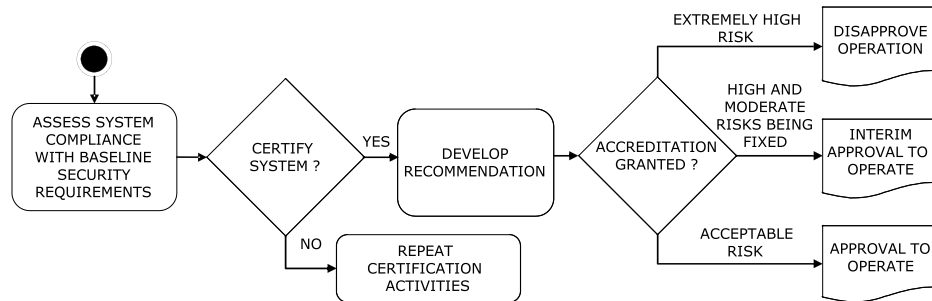 ASSESS SYSTEM
COMPLIANCE
WITH BASELINE
SECURITY
REQUIREMENTS
CERTIFY
SYSTEM ?
YES
NO
REPEAT
CERTIFICATION
ACTIVITIES
DEVELOP
RECOMMENDATION
ACCREDITATION
GRANTED ?
EXTREMELY HIGH
RISK
DISAPPROVE
OPERATION
HIGH AND
MODERATE
RISKS BEING
FIXED
INTERIM
APPROVAL TO
OPERATE
ACCEPTABLE
RISK
APPROVAL TO
OPERATE